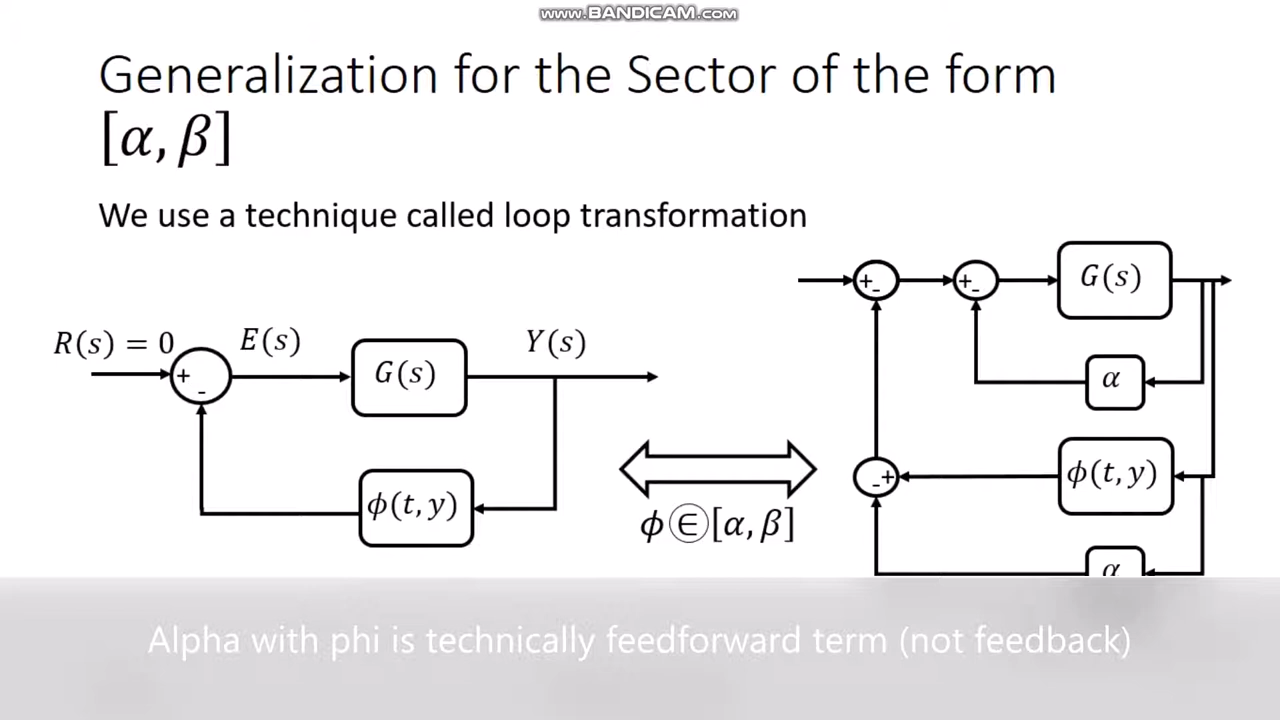 www.BANDICAM.com
Generalization for the Sector of the form
[α, β]
We use a technique called loop transformation
R(s) = 0
E(s)
G(s)
Y(s)
+
-
ϕ(t, y)
ϕ⋹[α, β]
+
-
+
-
G(s)
α
ϕ(t, y)
-
+
α
Alpha with phi is technically feedforward term (not feedback)